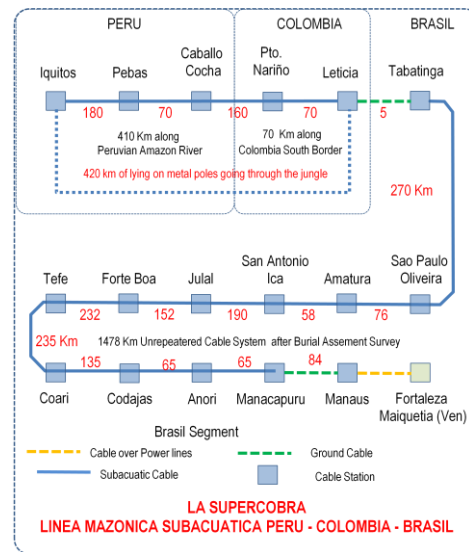 PERU
COLOMBIA
BRASIL
Iquitos
Pebas
Caballo
Cocha
Pto.
Nariño
Leticia
Tabatinga
180
70
160
70
5
410 Km along
Peruvian Amazon River
70 Km along
Colombia South Border
420 km of lying on metal poles going through the jungle
270 Km
Tefe
Forte Boa
Julal
San Antonio
Ica
Amatura
Sao Paulo
Oliveira
232
152
190
58
76
235 Km
1478 Km Unrepeatered Cable System after Burial Assement Survey
135
65
65
84
Coari
Codajas
Anori
Manacapuru
Manaus
Fortaleza
Maiquetia (Ven)
Brasil Segment
Cable over Power lines
Ground Cable
Subacuatic Cable
Cable Station
LA SUPERCOBRA
LINEA MAZONICA SUBACUATICA PERU - COLOMBIA - BRASIL